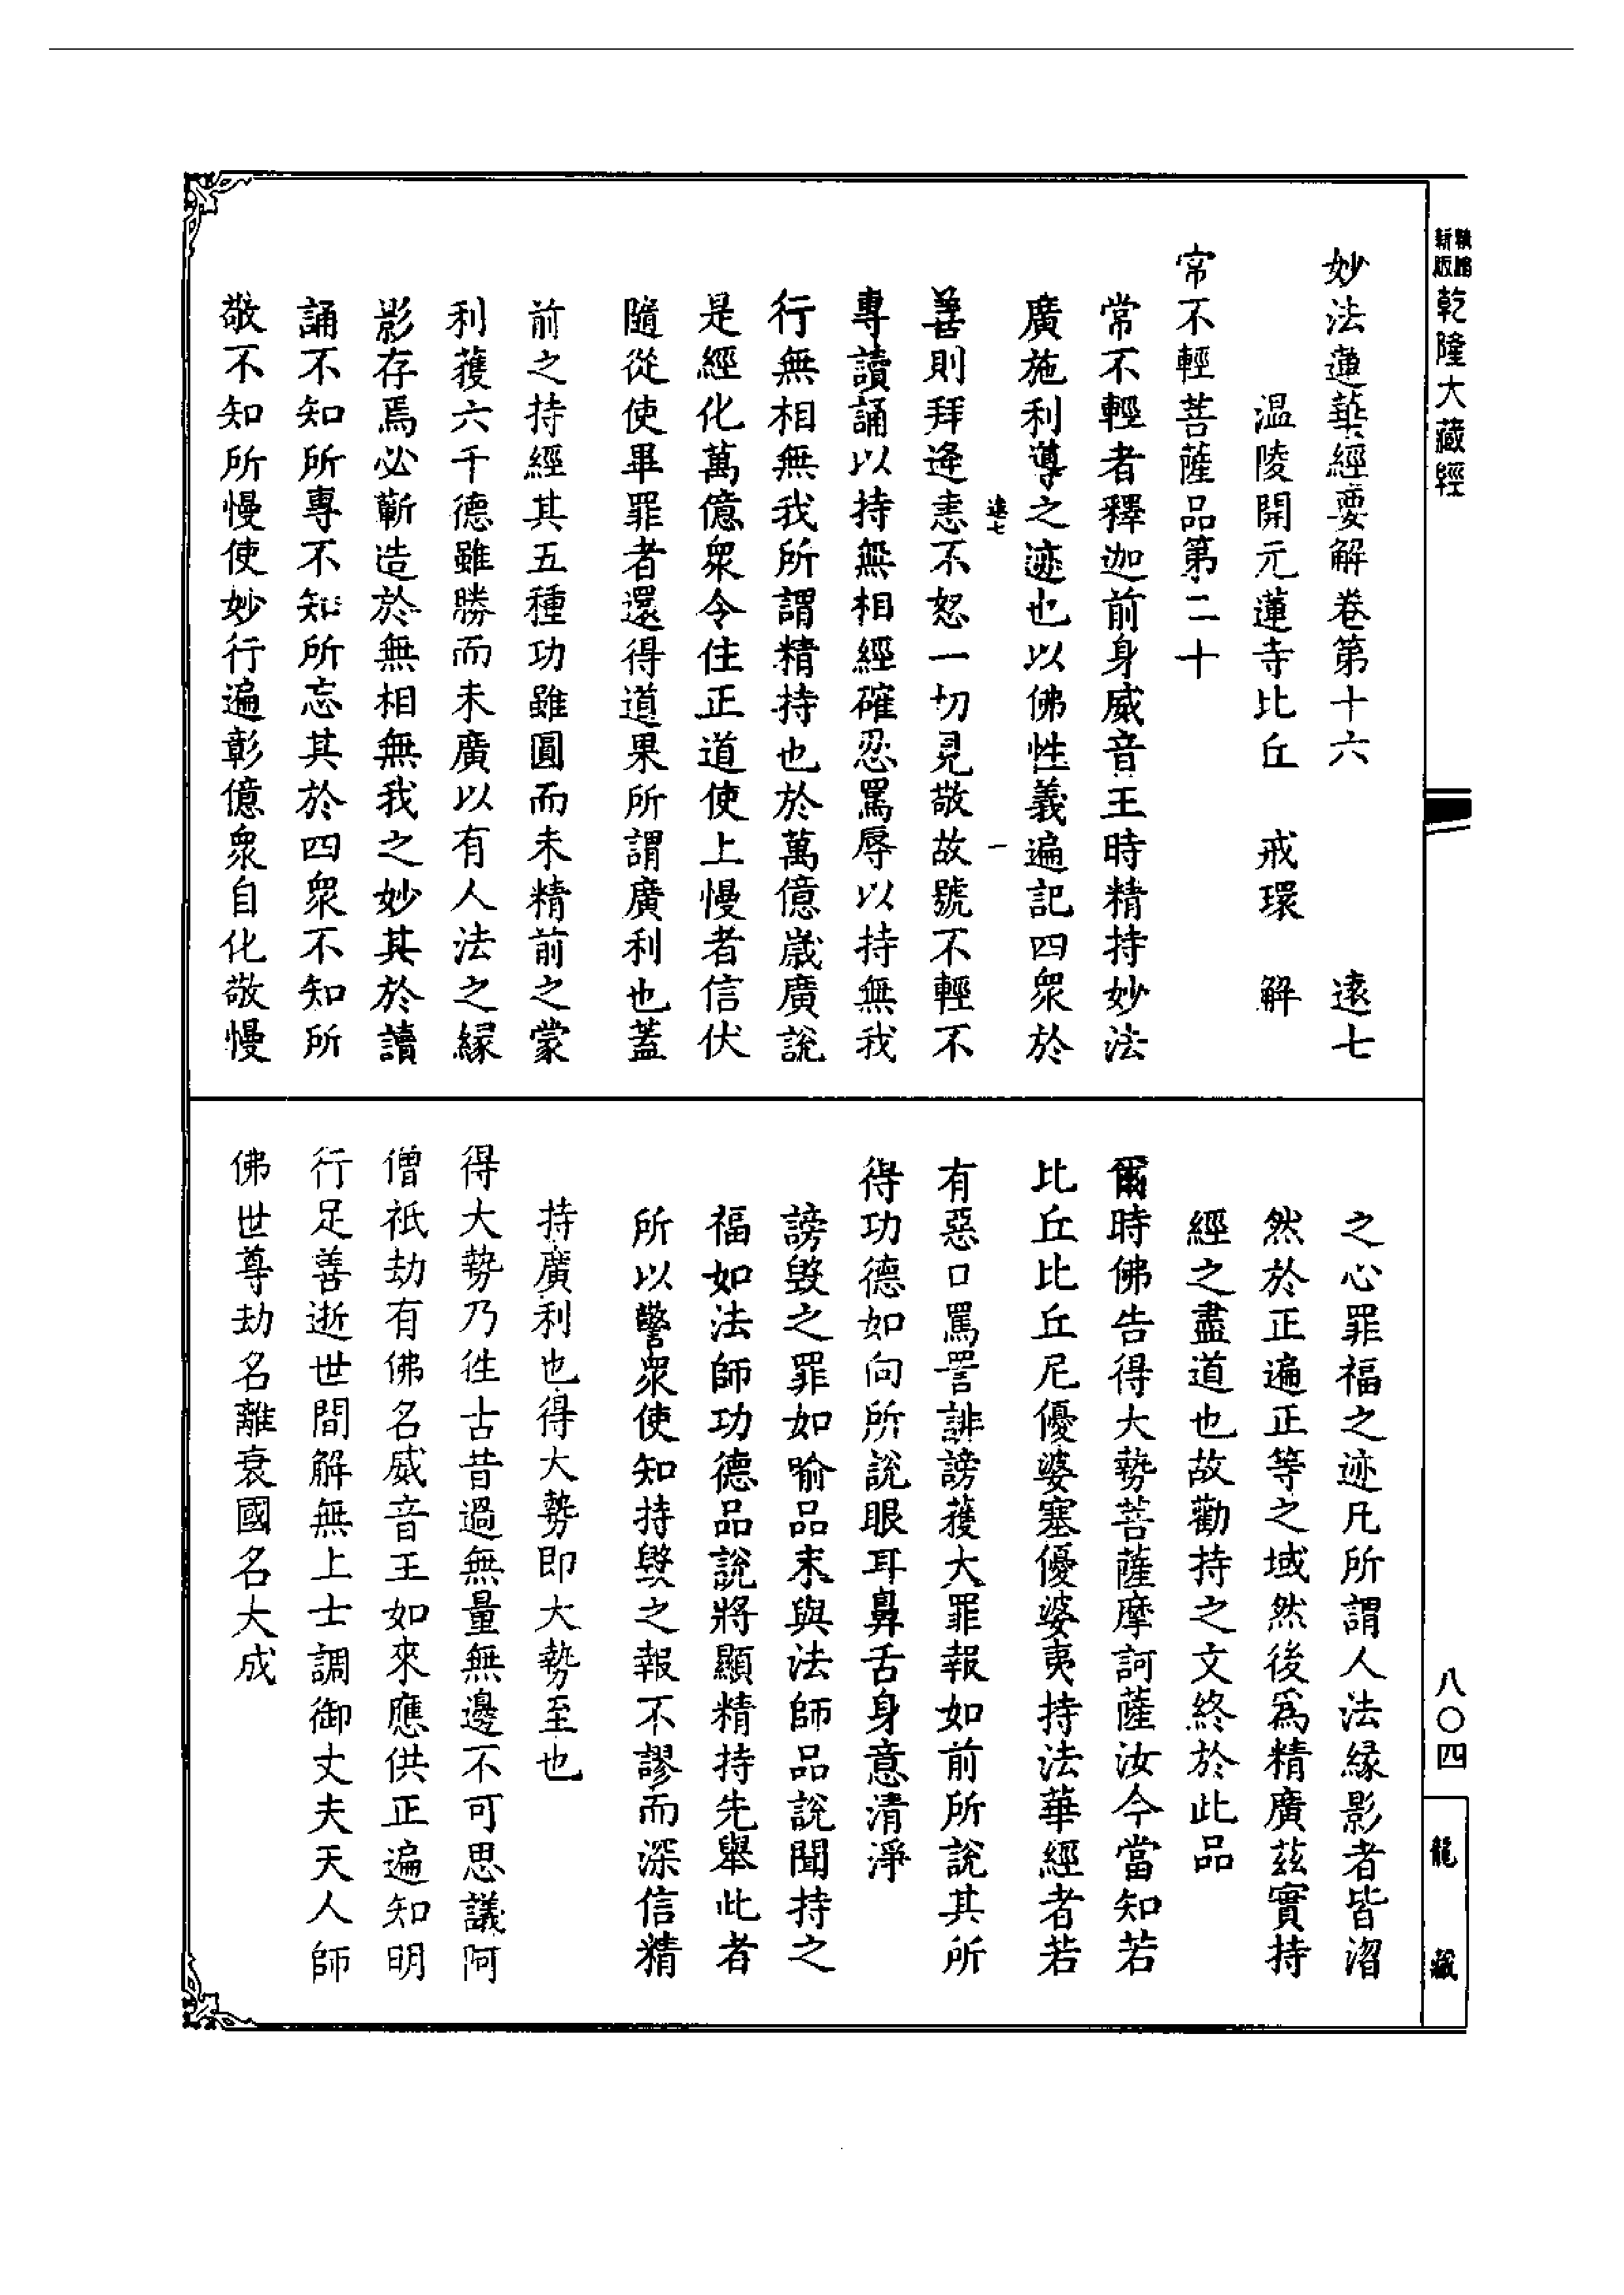 新版
精縮
乾隆大藏經
八〇四
龍藏
妙法蓮華經要解卷第十六　遠七
溫陵開元蓮寺比丘　戒環　解
常不輕菩薩品第二十
常不輕者釋迦前身威音王時精持妙法
廣施利導之迹也以佛性義遍記四眾於
遠七　一
善則拜逄恚不怒一切見敬故號不輕不
專讀誦以持無相經確忍罵辱以持無我
行無相無我所謂精持也於萬億歲廣說
是經化萬億眾令住正道使上慢者信伏
隨從使畢罪者還得道果所謂廣利也蓋
前之持經其五種功雖圓而未精前之蒙
利獲六千德雖勝而未廣以有人法之緣
影存焉必蘄造於無相無我之妙其於讀
誦不知所專不知所忘其於四眾不知所
敬不知所慢使妙行遍彰億眾自化敬慢
之心罪福之迹凡所謂人法緣影者皆㳷
然於正遍正等之域然後為精廣茲實持
經之盡道也故勸持之文終於此品
爾時佛告得大勢菩薩摩訶薩汝今當知若
比丘比丘尼優婆塞優婆夷持法華經者若
有惡口罵詈誹謗獲大罪報如前所說其所
得功德如向所說眼耳鼻舌身意清淨
謗毀之罪如喻品末與法師品說聞持之
福如法師功德品說將顯精持先舉此者
所以警眾使知持毀之報不謬而深信精
持廣利也得大勢即大勢至也
得大勢乃徃古昔過無量無邊不可思議阿
僧祇劫有佛名威音王如來應供正遍知明
行足善逝世間解無上士調御丈夫天人師
佛世尊劫名離衰國名大成